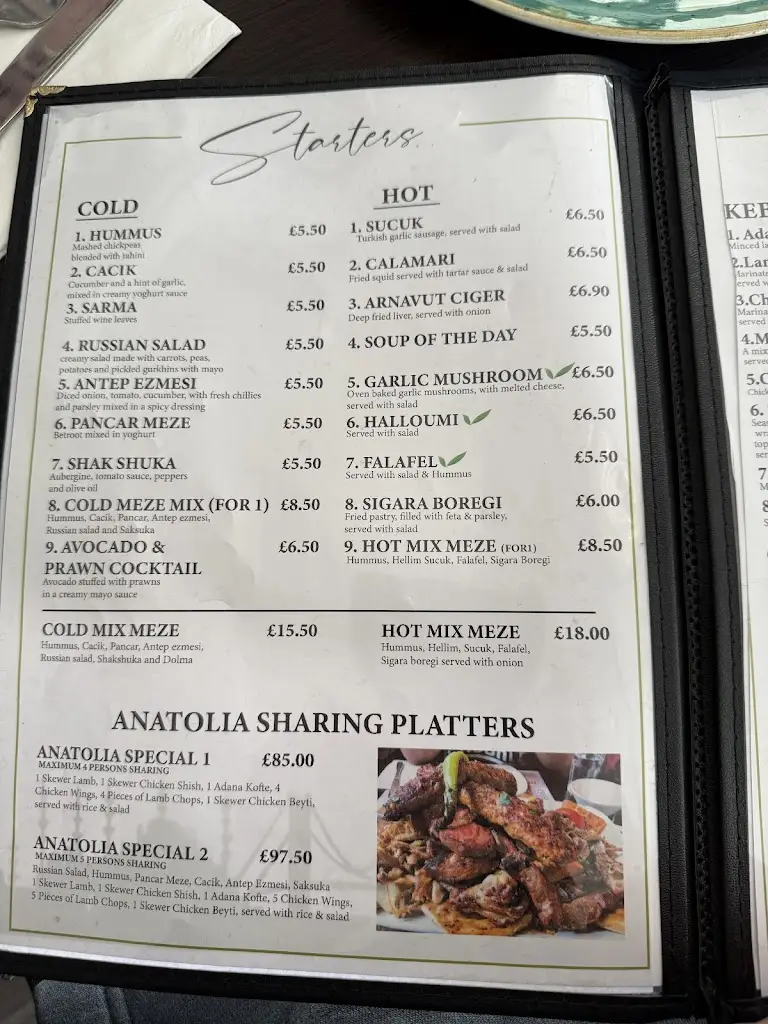 Starters
COLD
1. HUMMUS £5.50
Mashed chickpeas
blended with tahini
2. CACIK £5.50
Cucumber and a hint of garlic,
mixed in creamy yoghurt sauce
3. SARMA £5.50
Stuffed wine leaves
4. RUSSIAN SALAD £5.50
creamy salad made with carrots, peas,
potatoes and pickled gurkhins with mayo
5. ANTEP EZMESI £5.50
Diced onion, tomato, cucumber, with fresh chillies
and parsley mixed in a spicy dressing
6. PANCAR MEZE £5.50
Betroot mixed in yoghurt
7. SHAK SHUKA £5.50
Aubergine, tomato sauce, peppers
and olive oil
8. COLD MEZE MIX (FOR 1) £8.50
Hummus, Cacik, Pancar, Antep ezmesi,
Russian salad and Saksuka
9. AVOCADO & £6.50
PRAWN COCKTAIL
Avocado stuffed with prawns
in a creamy mayo sauce
HOT
1. SUCUK £6.50
Turkish garlic sausage, served with salad
2. CALAMARI £6.50
Fried squid served with tartar sauce & salad
3. ARNAVUT CIGER £6.90
Deep fried liver, served with onion
4. SOUP OF THE DAY £5.50
5. GARLIC MUSHROOM £6.50
Oven baked garlic mushrooms, with melted cheese,
served with salad
6. HALLOUMI £6.50
Served with salad
7. FALAFEL £5.50
Served with salad & Hummus
8. SIGARA BOREGI £6.00
Fried pastry, filled with feta & parsley,
served with salad
9. HOT MIX MEZE (FOR1) £8.50
Hummus, Hellim Sucuk, Falafel, Sigara Boregi
COLD MIX MEZE £15.50
Hummus, Cacik, Pancar, Antep ezmesi,
Russian salad, Shakshuka and Dolma
HOT MIX MEZE £18.00
Hummus, Hellim, Sucuk, Falafel,
Sigara boregi served with onion
ANATOLIA SHARING PLATTERS
ANATOLIA SPECIAL 1 £85.00
MAXIMUM 4 PERSONS SHARING
1 Skewer Lamb, 1 Skewer Chicken Shish, 1 Adana Kofte, 4
Chicken Wings, 4 Pieces of Lamb Chops, 1 Skewer Chicken Beyti,
served with rice & salad
ANATOLIA SPECIAL 2 £97.50
MAXIMUM 5 PERSONS SHARING
Russian Salad, Hummus, Pancar Meze, Cacik, Antep Ezmesi, Saksuka
1 Skewer Lamb, 1 Skewer Chicken Shish, 1 Adana Kofte, 5 Chicken Wings,
5 Pieces of Lamb Chops, 1 Skewer Chicken Beyti, served with rice & salad